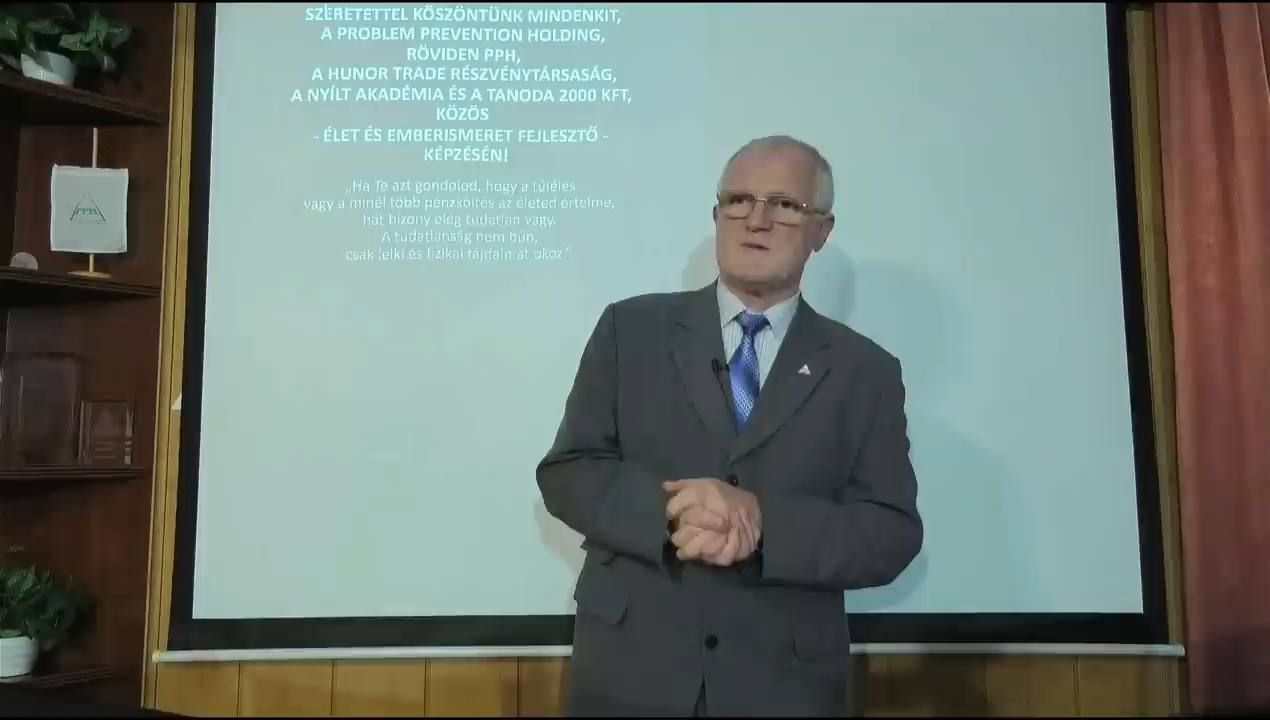 SZERETETTEL KÖSZÖNTÜNK MINDENKIT,
A PROBLEM PREVENTION HOLDING,
RÖVIDEN PPH,
A HUNOR TRADE RÉSZVÉNYTÁRSASÁG,
A NYÍLT AKADÉMIA ÉS A TANODA 2000 KFT,
KÖZÖS
- ÉLET ÉS EMBERISMERET FEJLESZTŐ -
KÉPZÉSÉN!
„Ha Te azt gondolod, hogy a túlélés
vagy a minél több pénzköltés az életed értelme,
hát bizony elég tudatlan vagy.
A tudatlanság nem bűn,
csak lelki és fizikai fájdalmat okoz."